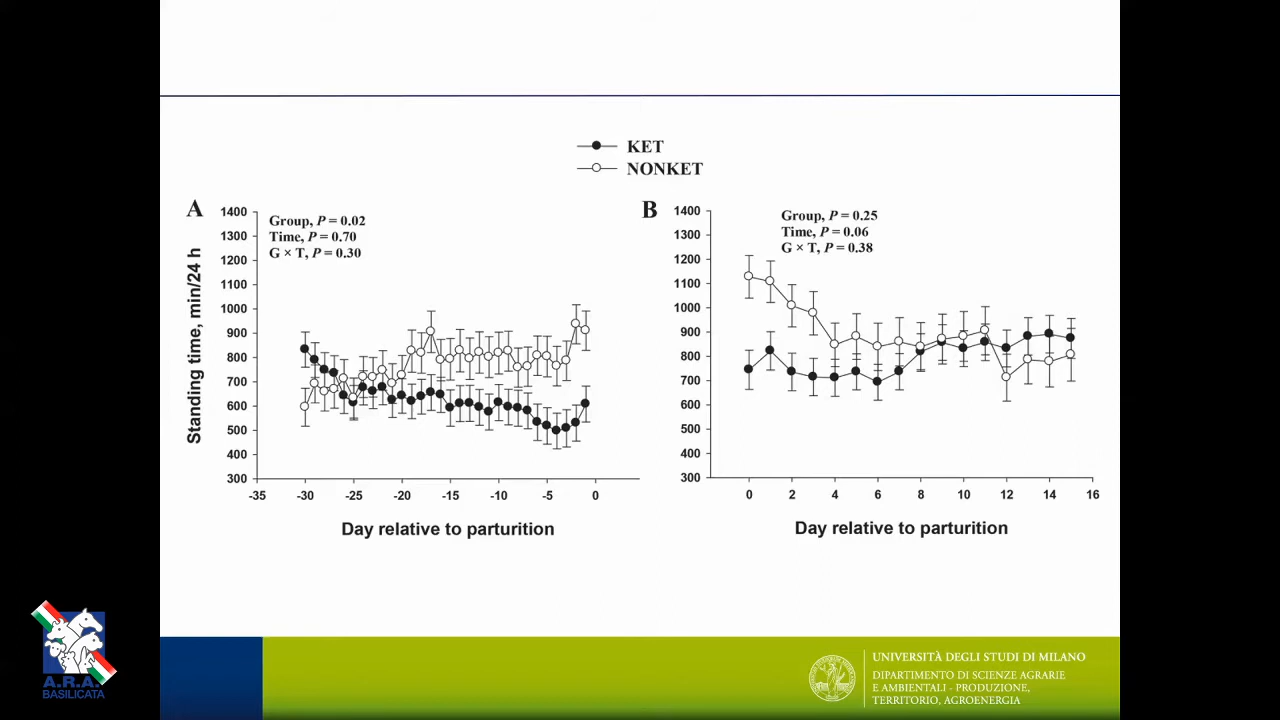 KET
NONKET
A
Group, P = 0.02
Time, P = 0.70
G × T, P = 0.30
Standing time, min/24 h
1400
1300
1200
1100
1000
900
800
700
600
500
400
300
-35 -30 -25 -20 -15 -10 -5 0
Day relative to parturition
B
Group, P = 0.25
Time, P = 0.06
G × T, P = 0.38
1400
1300
1200
1100
1000
900
800
700
600
500
400
300
0 2 4 6 8 10 12 14 16
Day relative to parturition
A.R.A.
BASILICATA
UNIVERSITÀ DEGLI STUDI DI MILANO
DIPARTIMENTO DI SCIENZE AGRARIE
E AMBIENTALI - PRODUZIONE,
TERRITORIO, AGROENERGIA